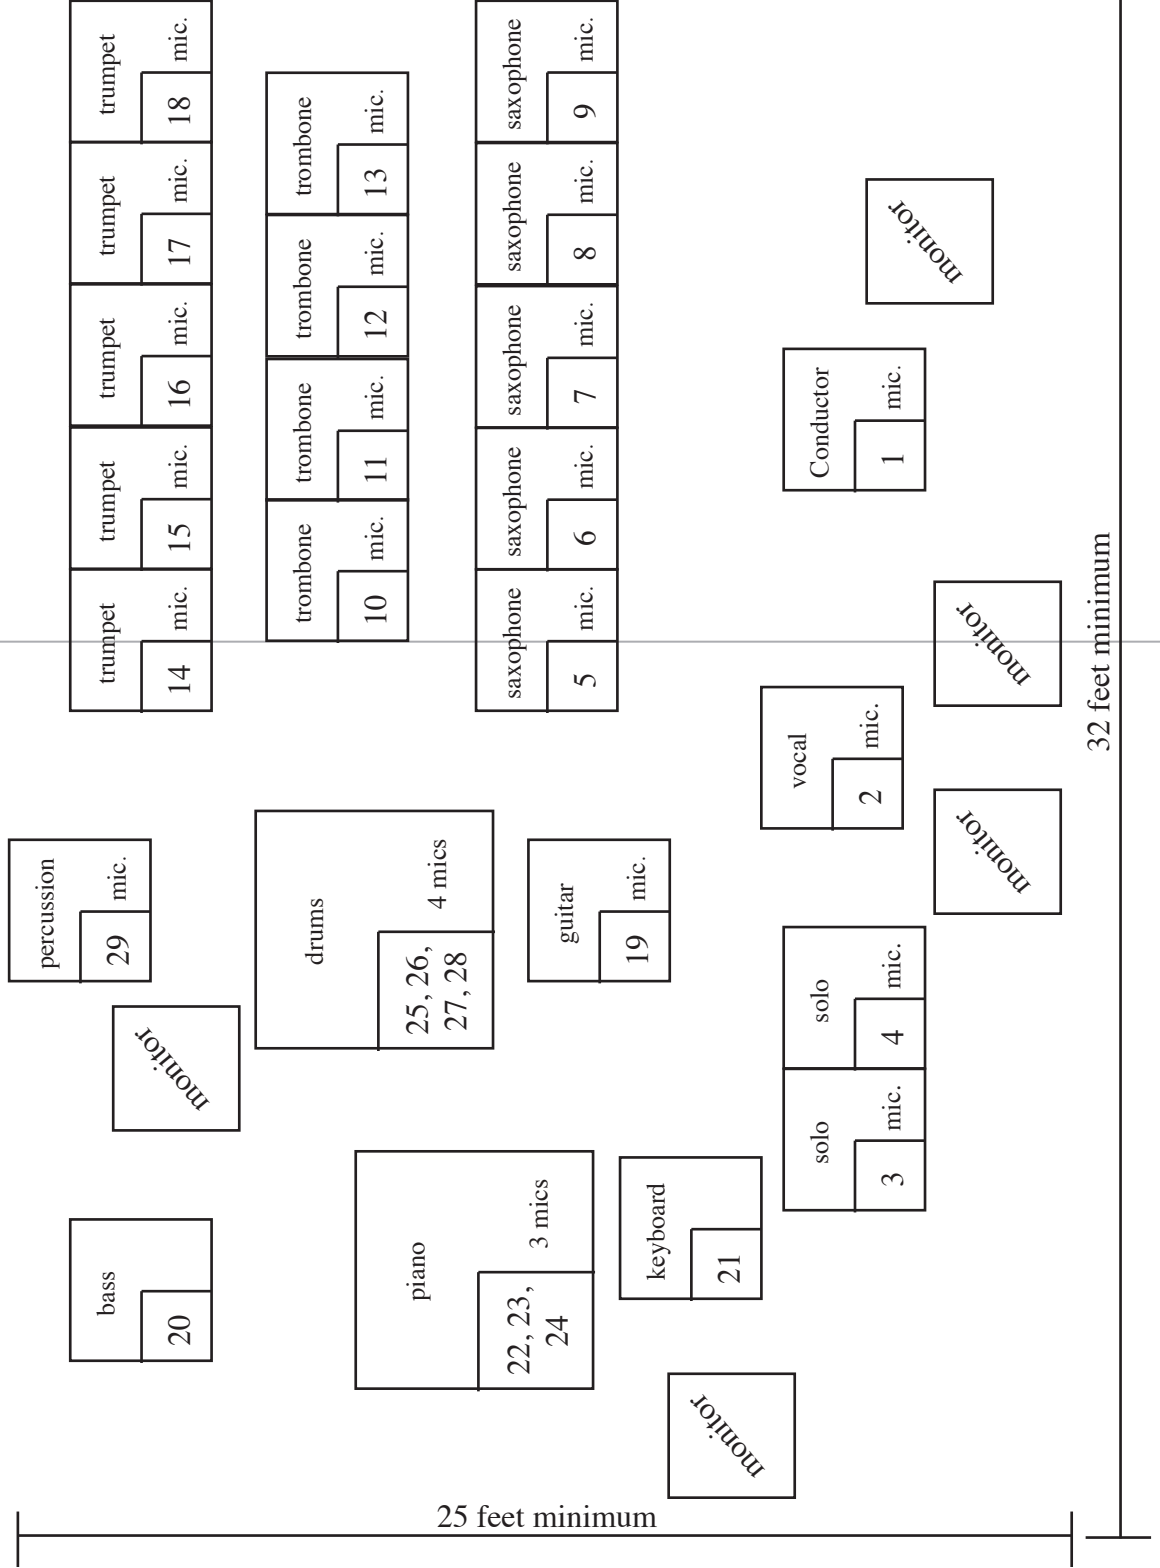 percussion
mic.
29
bass
20
trumpet
mic.
14
trumpet
mic.
15
trumpet
mic.
16
trumpet
mic.
17
trumpet
mic.
18
monitor
drums
4 mics
25, 26,
27, 28
trombone
mic.
10
trombone
mic.
11
trombone
mic.
12
trombone
mic.
13
piano
3 mics
22, 23,
24
guitar
mic.
19
saxophone
mic.
5
saxophone
mic.
6
saxophone
mic.
7
saxophone
mic.
8
saxophone
mic.
9
keyboard
21
monitor
solo
mic.
3
solo
mic.
4
vocal
mic.
2
Conductor
mic.
1
monitor
monitor
monitor
25 feet minimum
32 feet minimum